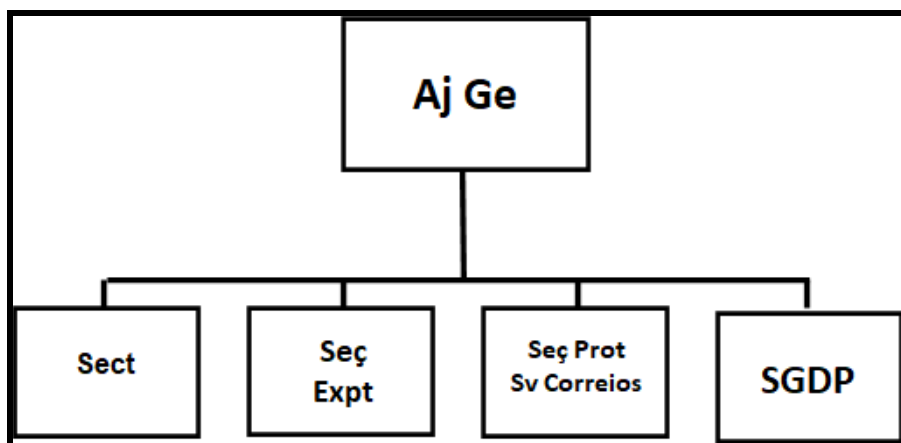 Aj Ge
Sect
Seç
Expt
Seç Prot
Sv Correios
SGDP